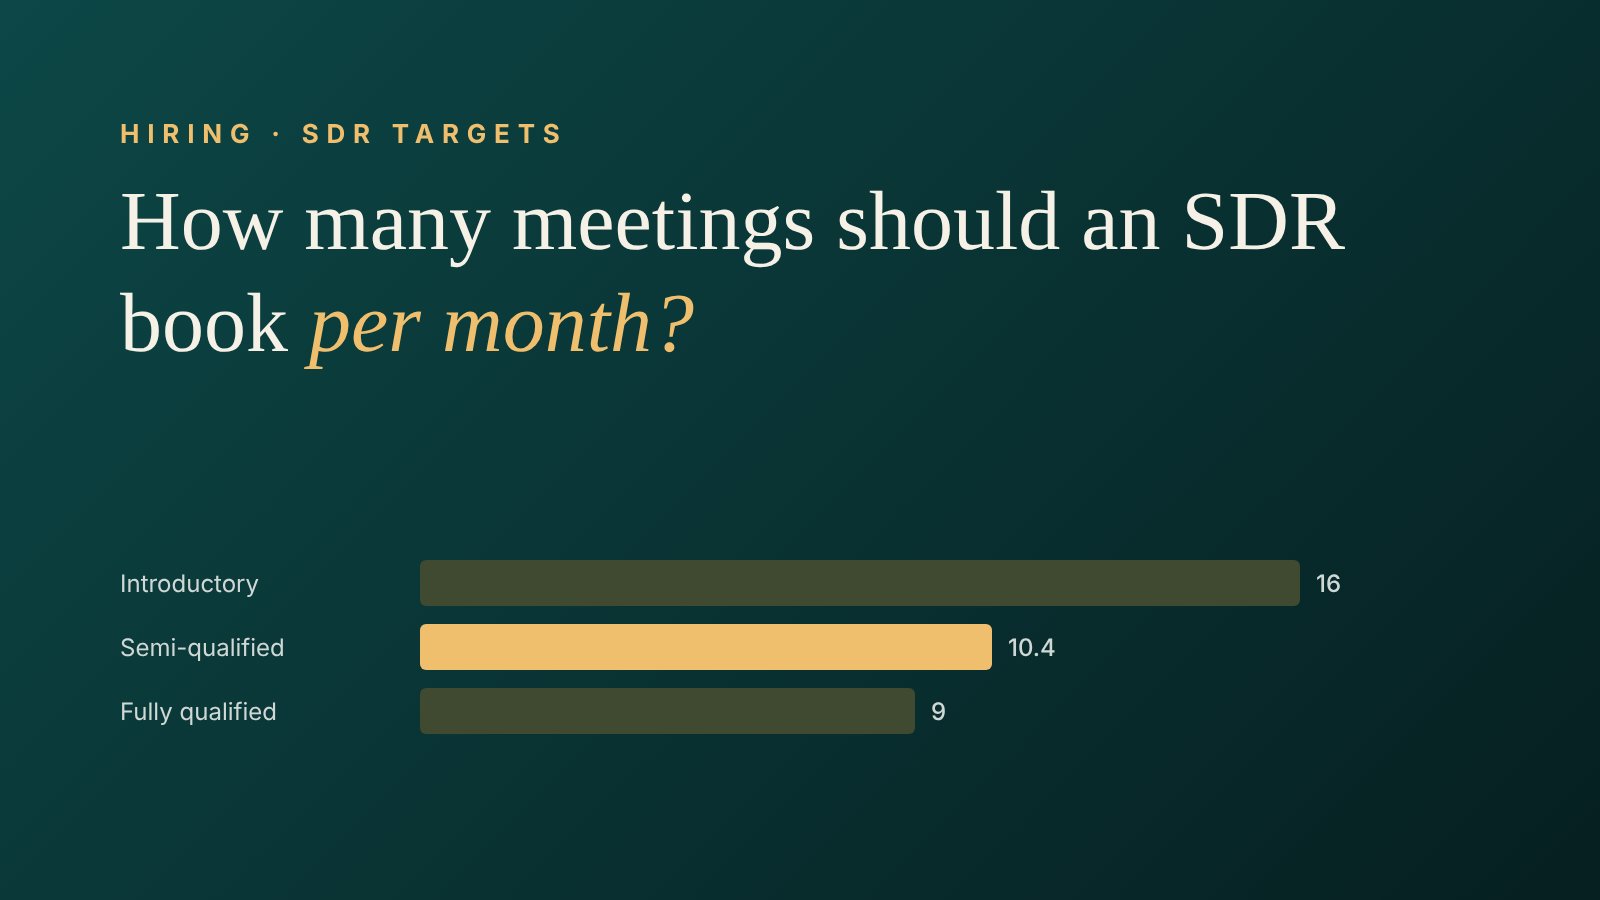 HIRING · SDR TARGETS
How many meetings should an SDR
book per month?
Introductory 16
Semi-qualified 10.4
Fully qualified 9